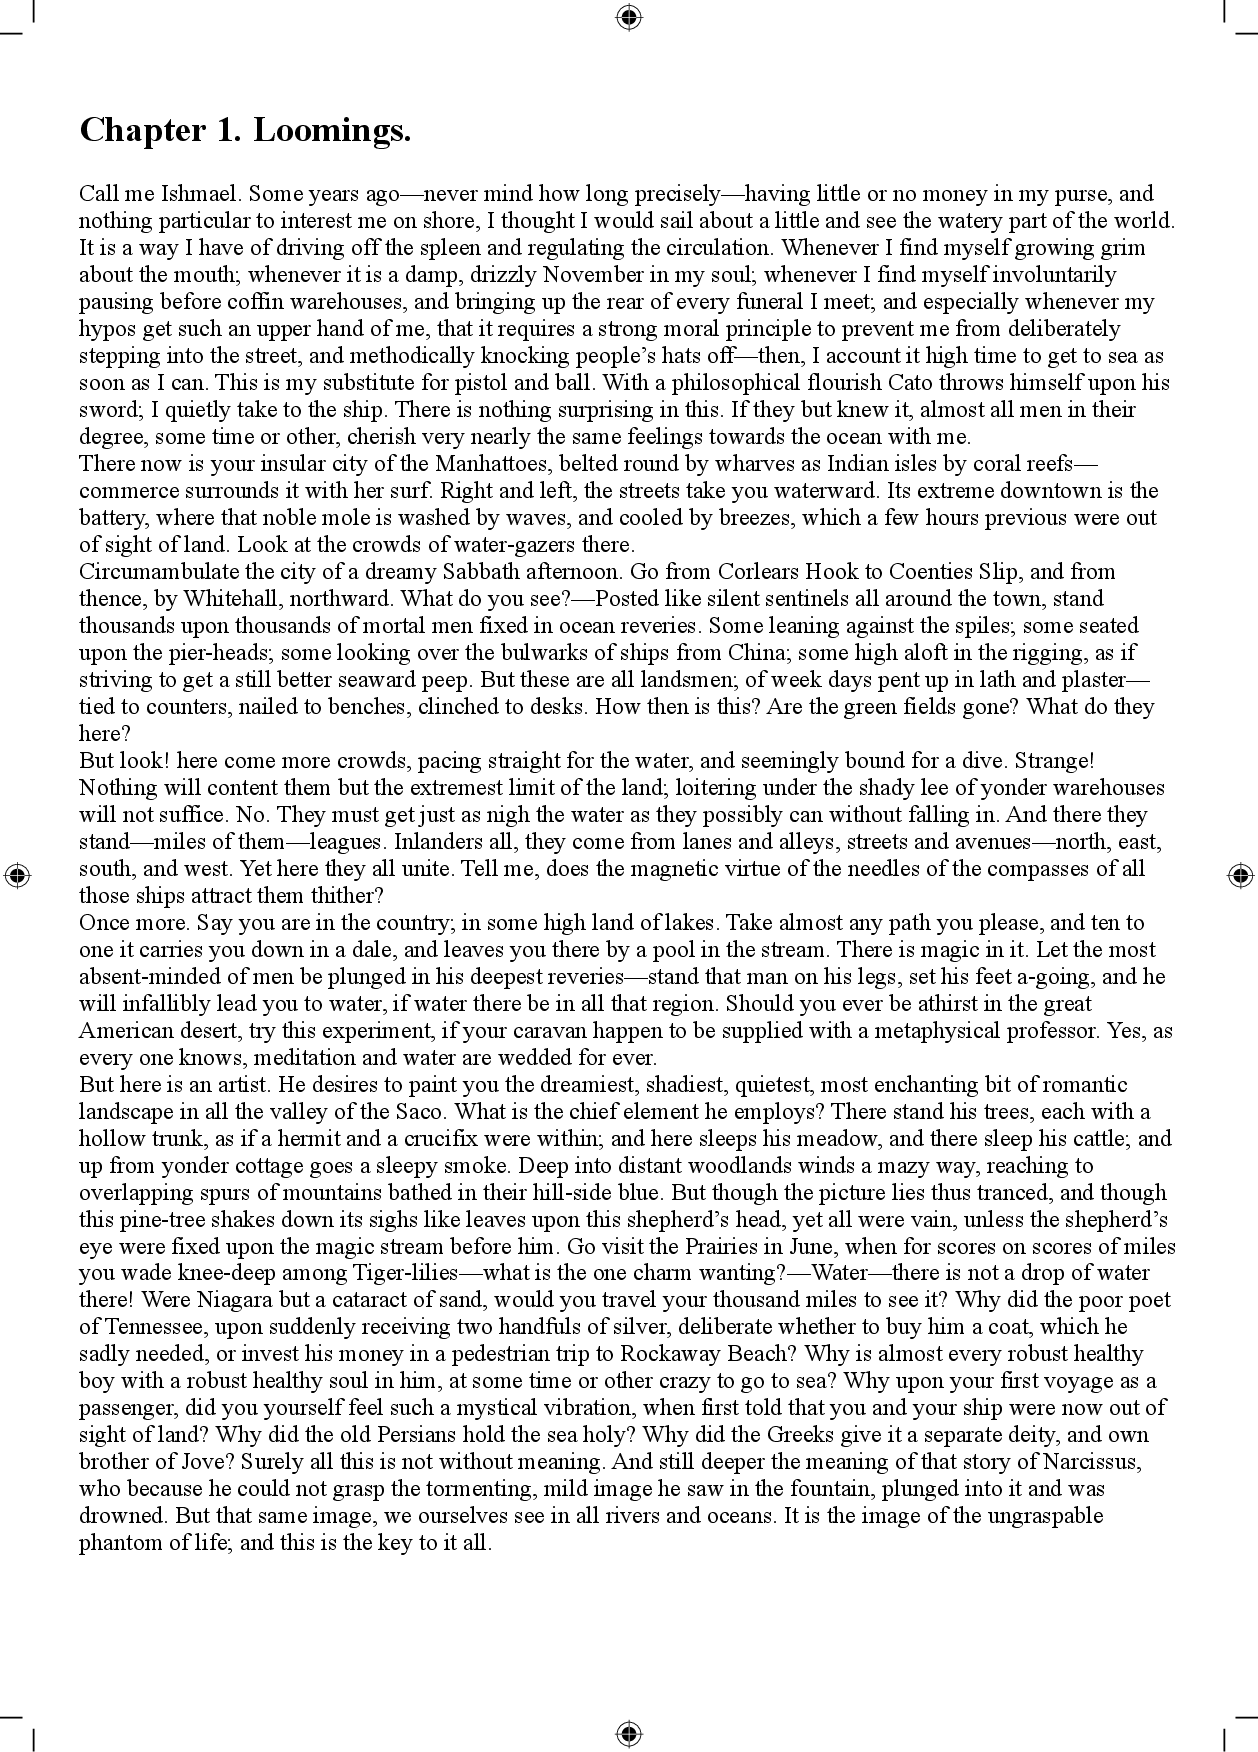 Chapter 1. Loomings.
Call me Ishmael. Some years ago—never mind how long precisely—having little or no money in my purse, and
nothing particular to interest me on shore, I thought I would sail about a little and see the watery part of the world.
It is a way I have of driving off the spleen and regulating the circulation. Whenever I find myself growing grim
about the mouth; whenever it is a damp, drizzly November in my soul; whenever I find myself involuntarily
pausing before coffin warehouses, and bringing up the rear of every funeral I meet; and especially whenever my
hypos get such an upper hand of me, that it requires a strong moral principle to prevent me from deliberately
stepping into the street, and methodically knocking people’s hats off—then, I account it high time to get to sea as
soon as I can. This is my substitute for pistol and ball. With a philosophical flourish Cato throws himself upon his
sword; I quietly take to the ship. There is nothing surprising in this. If they but knew it, almost all men in their
degree, some time or other, cherish very nearly the same feelings towards the ocean with me.
There now is your insular city of the Manhattoes, belted round by wharves as Indian isles by coral reefs—
commerce surrounds it with her surf. Right and left, the streets take you waterward. Its extreme downtown is the
battery, where that noble mole is washed by waves, and cooled by breezes, which a few hours previous were out
of sight of land. Look at the crowds of water-gazers there.
Circumambulate the city of a dreamy Sabbath afternoon. Go from Corlears Hook to Coenties Slip, and from
thence, by Whitehall, northward. What do you see?—Posted like silent sentinels all around the town, stand
thousands upon thousands of mortal men fixed in ocean reveries. Some leaning against the spiles; some seated
upon the pier-heads; some looking over the bulwarks of ships from China; some high aloft in the rigging, as if
striving to get a still better seaward peep. But these are all landsmen; of week days pent up in lath and plaster—
tied to counters, nailed to benches, clinched to desks. How then is this? Are the green fields gone? What do they
here?
But look! here come more crowds, pacing straight for the water, and seemingly bound for a dive. Strange!
Nothing will content them but the extremest limit of the land; loitering under the shady lee of yonder warehouses
will not suffice. No. They must get just as nigh the water as they possibly can without falling in. And there they
stand—miles of them—leagues. Inlanders all, they come from lanes and alleys, streets and avenues—north, east,
south, and west. Yet here they all unite. Tell me, does the magnetic virtue of the needles of the compasses of all
those ships attract them thither?
Once more. Say you are in the country; in some high land of lakes. Take almost any path you please, and ten to
one it carries you down in a dale, and leaves you there by a pool in the stream. There is magic in it. Let the most
absent-minded of men be plunged in his deepest reveries—stand that man on his legs, set his feet a-going, and he
will infallibly lead you to water, if water there be in all that region. Should you ever be athirst in the great
American desert, try this experiment, if your caravan happen to be supplied with a metaphysical professor. Yes, as
every one knows, meditation and water are wedded for ever.
But here is an artist. He desires to paint you the dreamiest, shadiest, quietest, most enchanting bit of romantic
landscape in all the valley of the Saco. What is the chief element he employs? There stand his trees, each with a
hollow trunk, as if a hermit and a crucifix were within; and here sleeps his meadow, and there sleep his cattle; and
up from yonder cottage goes a sleepy smoke. Deep into distant woodlands winds a mazy way, reaching to
overlapping spurs of mountains bathed in their hill-side blue. But though the picture lies thus tranced, and though
this pine-tree shakes down its sighs like leaves upon this shepherd’s head, yet all were vain, unless the shepherd’s
eye were fixed upon the magic stream before him. Go visit the Prairies in June, when for scores on scores of miles
you wade knee-deep among Tiger-lilies—what is the one charm wanting?—Water—there is not a drop of water
there! Were Niagara but a cataract of sand, would you travel your thousand miles to see it? Why did the poor poet
of Tennessee, upon suddenly receiving two handfuls of silver, deliberate whether to buy him a coat, which he
sadly needed, or invest his money in a pedestrian trip to Rockaway Beach? Why is almost every robust healthy
boy with a robust healthy soul in him, at some time or other crazy to go to sea? Why upon your first voyage as a
passenger, did you yourself feel such a mystical vibration, when first told that you and your ship were now out of
sight of land? Why did the old Persians hold the sea holy? Why did the Greeks give it a separate deity, and own
brother of Jove? Surely all this is not without meaning. And still deeper the meaning of that story of Narcissus,
who because he could not grasp the tormenting, mild image he saw in the fountain, plunged into it and was
drowned. But that same image, we ourselves see in all rivers and oceans. It is the image of the ungraspable
phantom of life; and this is the key to it all.